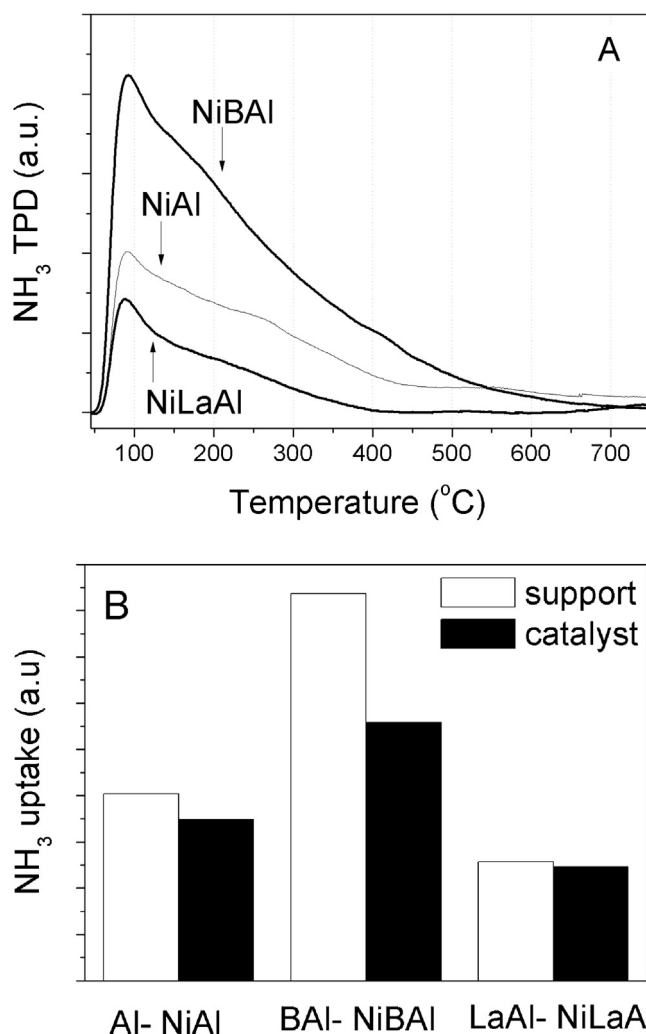 A
NiBAl
NiAl
NiLaAl
NH₃ TPD (a.u.)
100 200 300 400 500 600 700
Temperature (°C)
B
support
catalyst
NH₃ uptake (a.u)
Al- NiAl BAl- NiBAl LaAl- NiLaA